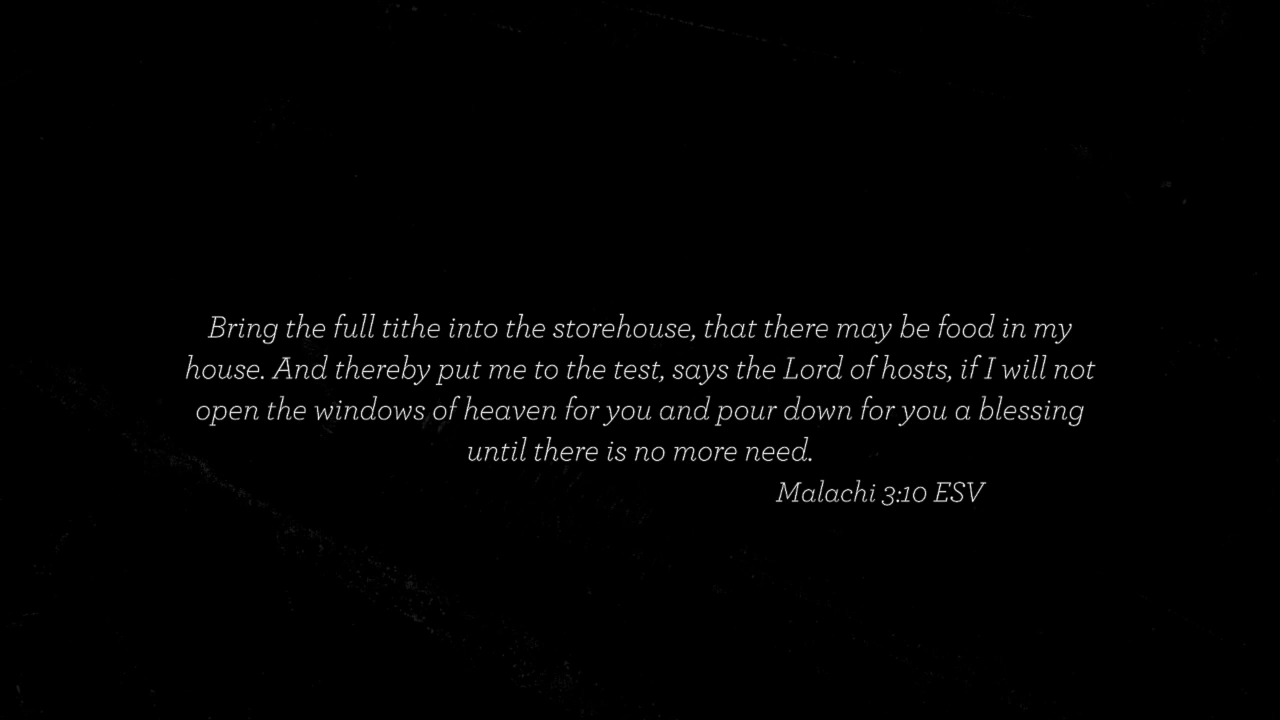 Bring the full tithe into the storehouse, that there may be food in my
house. And thereby put me to the test, says the Lord of hosts, if I will not
open the windows of heaven for you and pour down for you a blessing
until there is no more need.
Malachi 3:10 ESV